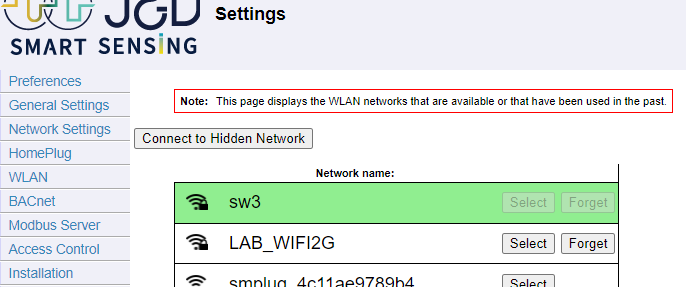 Settings
SMART SENSING
Preferences
General Settings
Network Settings
HomePlug
WLAN
BACnet
Modbus Server
Access Control
Installation
Note: This page displays the WLAN networks that are available or that have been used in the past.
Connect to Hidden Network
Network name:
sw3 Select Forget
LAB_WIFI2G Select Forget
smplug_4c11ae9789b4 Select